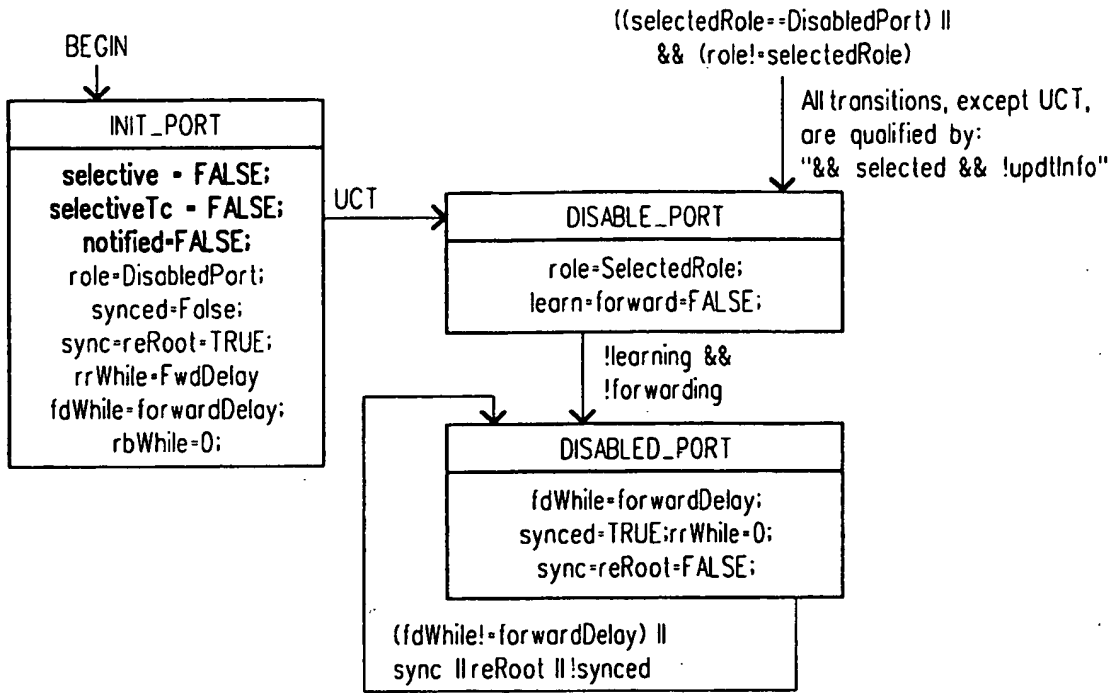 BEGIN
((selectedRole==DisabledPort) ||
&& (role!=selectedRole)
All transitions, except UCT,
are qualified by:
"&& selected && !updtInfo"
INIT_PORT
selective = FALSE;
selectiveTc = FALSE;
notified=FALSE;
role=DisabledPort;
synced=False;
sync=reRoot=TRUE;
rrWhile=FwdDelay
fdWhile=forwardDelay;
rbWhile=0;
UCT
DISABLE_PORT
role=SelectedRole;
learn=forward=FALSE;
!learning &&
!forwarding
DISABLED_PORT
fdWhile=forwardDelay;
synced=TRUE;rrWhile=0;
sync=reRoot=FALSE;
(fdWhile!=forwardDelay) ||
sync ||reRoot ||!synced